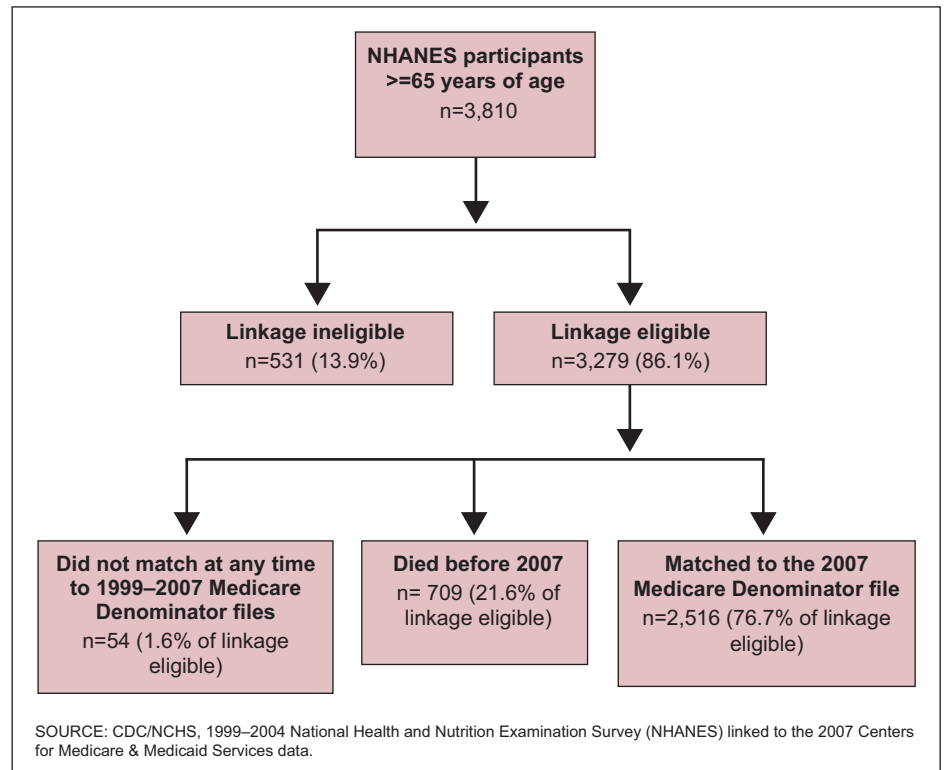 NHANES participants
>=65 years of age
n=3,810
Linkage ineligible
n=531 (13.9%)
Linkage eligible
n=3,279 (86.1%)
Did not match at any time
to 1999–2007 Medicare
Denominator files
n=54 (1.6% of linkage
eligible)
Died before 2007
n= 709 (21.6% of
linkage eligible)
Matched to the 2007
Medicare Denominator file
n=2,516 (76.7% of linkage
eligible)
SOURCE: CDC/NCHS, 1999–2004 National Health and Nutrition Examination Survey (NHANES) linked to the 2007 Centers
for Medicare & Medicaid Services data.